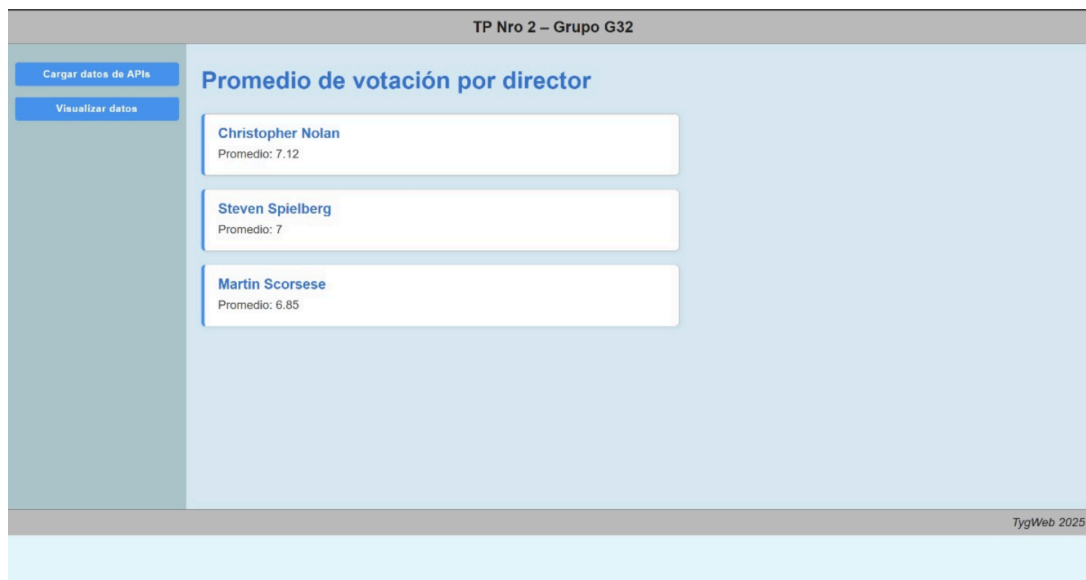 TP Nro 2 – Grupo G32
Cargar datos de APIs
Visualizar datos
Promedio de votación por director
Christopher Nolan
Promedio: 7.12
Steven Spielberg
Promedio: 7
Martin Scorsese
Promedio: 6.85
TygWeb 2025